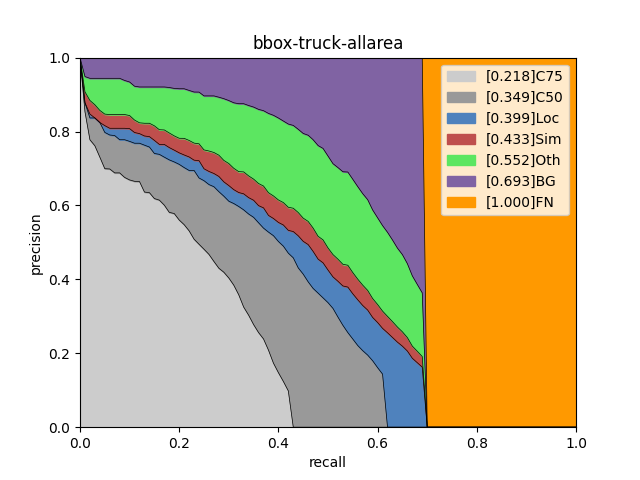 bbox-truck-allarea
[0.218]C75
[0.349]C50
[0.399]Loc
[0.433]Sim
[0.552]Oth
[0.693]BG
[1.000]FN
precision
1.0
0.8
0.6
0.4
0.2
0.0
0.0 0.2 0.4 0.6 0.8 1.0
recall